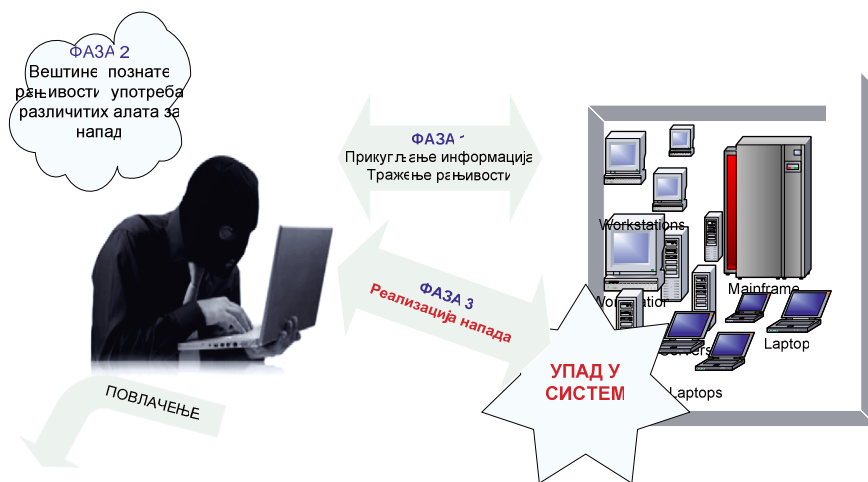 ФАЗА 2
Вештине познате
рањивости употреба
различитих алата за
напад
ФАЗА 1
Прикупљање информација
Тражење рањивости
Workstations
Mainframe
ФАЗА 3
Реализација напада
Laptop
УПАД У
СИСТЕМ
Laptops
ПОВЛАЧЕЊЕ